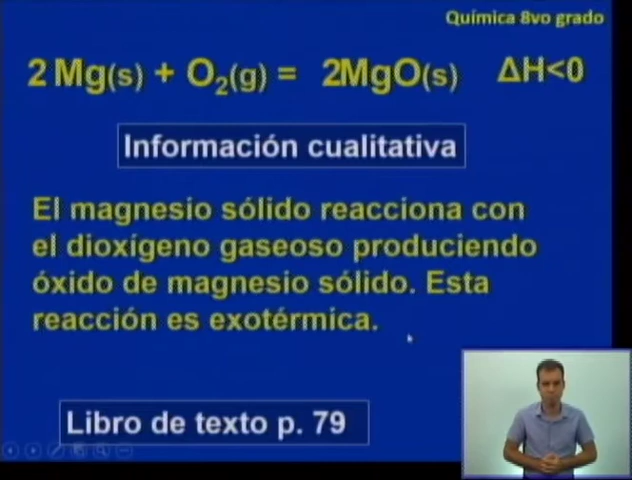 Química 8vo grado
2 Mg(s) + O₂(g) = 2MgO(s) ΔH<0
Información cualitativa
El magnesio sólido reacciona con
el dioxígeno gaseoso produciendo
óxido de magnesio sólido. Esta
reacción es exotérmica.
Libro de texto p. 79